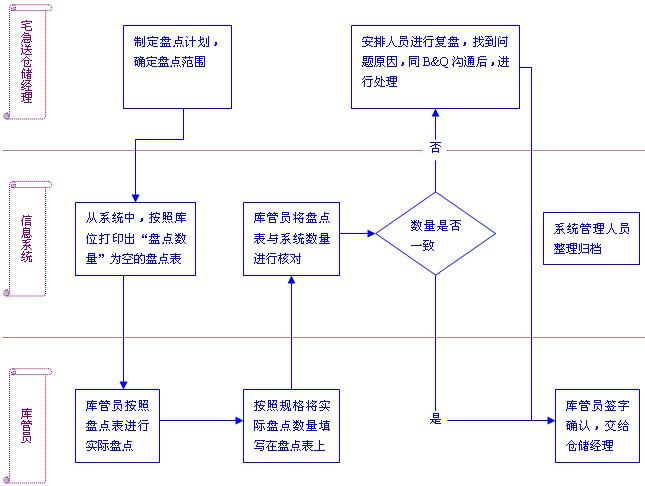 宅急送仓储经理
制定盘点计划，
确定盘点范围
安排人员进行复盘，找到问
题原因，同 B&Q 沟通后，进
行处理
否
信息系统
从系统中，按照库
位打印出“盘点数
量”为空的盘点表
库管员将盘点
表与系统数量
进行核对
数量是否
一致
系统管理人员
整理归档
库管员
库管员按照
盘点表进行
实际盘点
按照规格将实
际盘点数量填
写在盘点表上
是
库管员签字
确认，交给
仓储经理